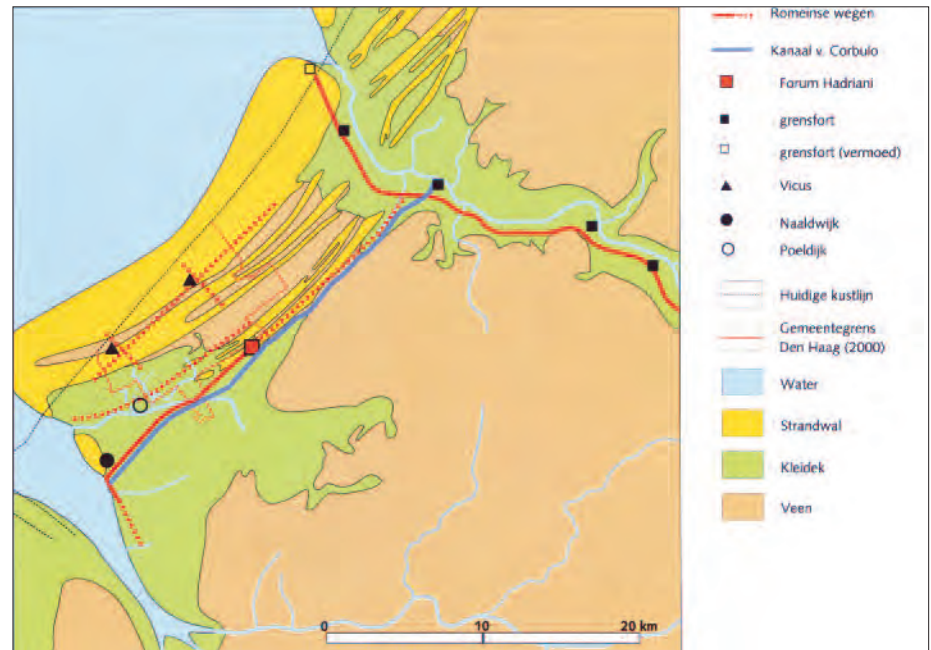 Romeinse wegen
Kanaal v. Corbulo
Forum Hadriani
grensfort
grensfort (vermoed)
Vicus
Naaldwijk
Poeldijk
Huidige kustlijn
Gemeentegrens
Den Haag (2000)
Water
Strandwal
Kleidek
Veen
0 10 20 km